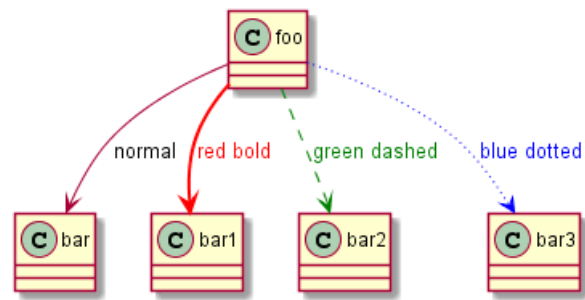 C foo
normal
red bold
green dashed
blue dotted
C bar
C bar1
C bar2
C bar3